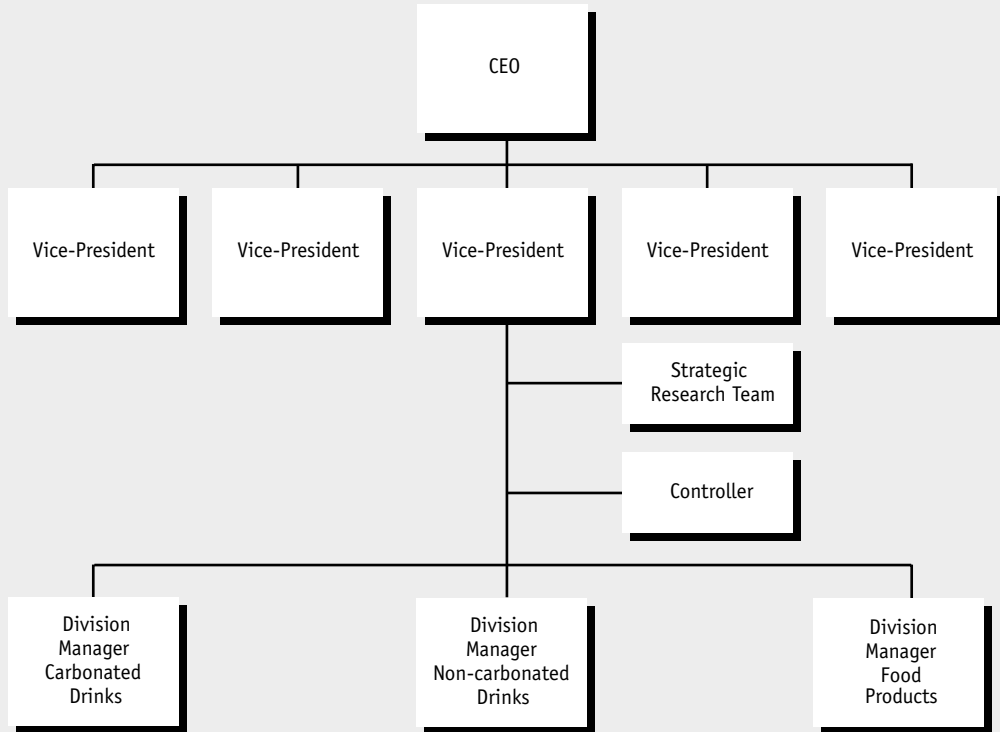 CEO
Vice-President
Vice-President
Vice-President
Vice-President
Vice-President
Strategic
Research Team
Controller
Division
Manager
Carbonated
Drinks
Division
Manager
Non-carbonated
Drinks
Division
Manager
Food
Products